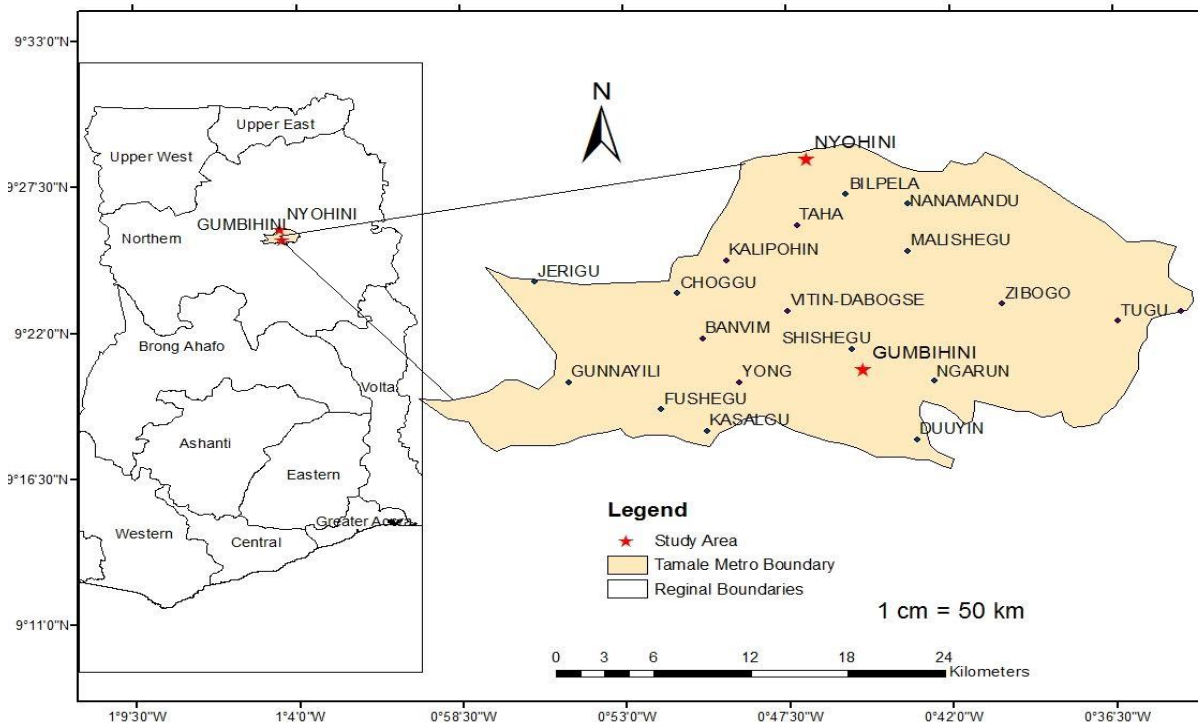 9°33'0"N
9°27'30"N
9°22'0"N
9°16'30"N
9°11'0"N
Upper East
Upper West
NYOHINI
GUMBIHINI
Northern
Brong Ahafo
Volta
Ashanti
Eastern
Greater Accra
Western
Central
N
NYOHINI
BILPELA
NANAMANDU
TAHA
MALISHEGU
KALIPOHIN
JERIGU
CHOGGU
ZIBOGO
VITIN-DABOGSE
TUGU
BANVIM
SHISHEGU
GUMBIHINI
GUNNAYILI
YONG
NGARUN
FUSHEGU
KASALGU
DUUYIN
Legend
Study Area
Tamale Metro Boundary
Reginal Boundaries
1 cm = 50 km
0 3 6 12 18 24
Kilometers
1°9'30"W 1°4'0"W 0°58'30"W 0°53'0"W 0°47'30"W 0°42'0"W 0°36'30"W